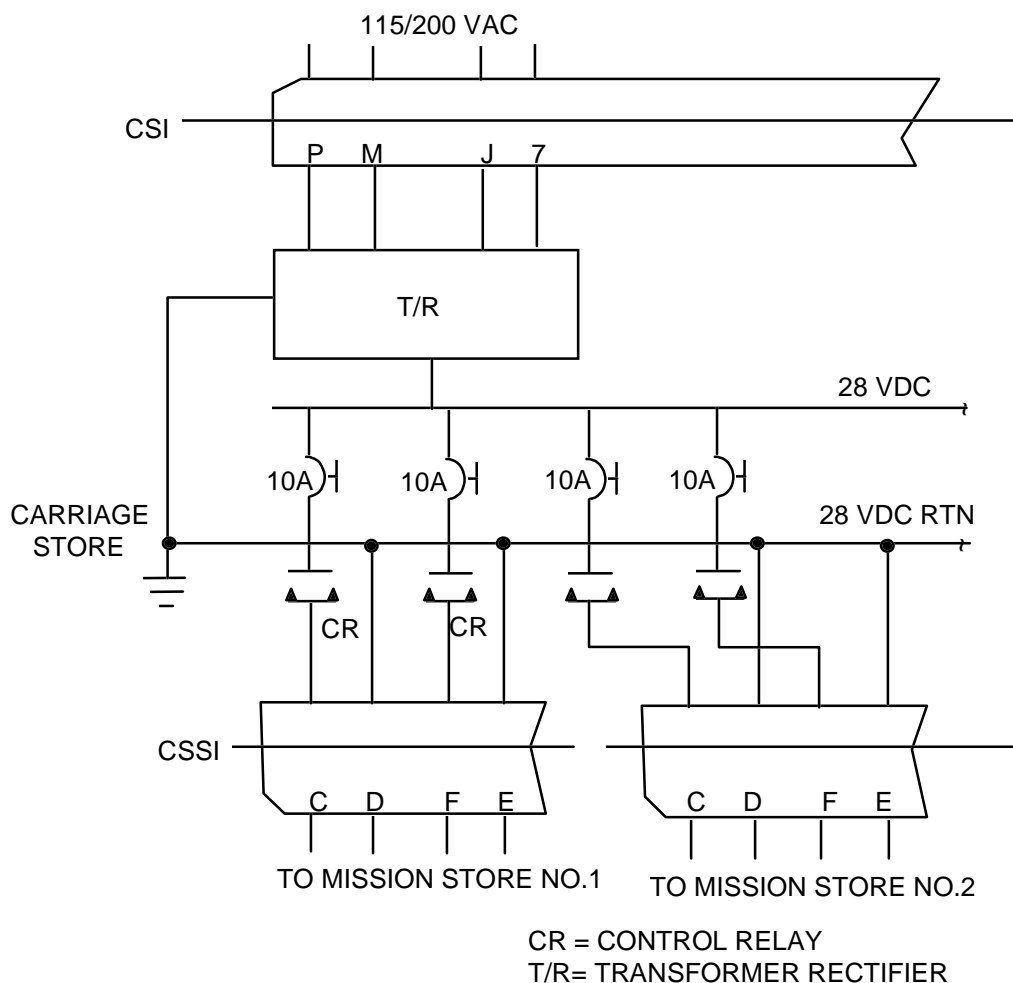 115/200 VAC
CSI
P M J 7
T/R
28 VDC
10A 10A 10A 10A
CARRIAGE
STORE
28 VDC RTN
CR CR
CSSI
C D F E C D F E
TO MISSION STORE NO.1
TO MISSION STORE NO.2
CR = CONTROL RELAY
T/R= TRANSFORMER RECTIFIER